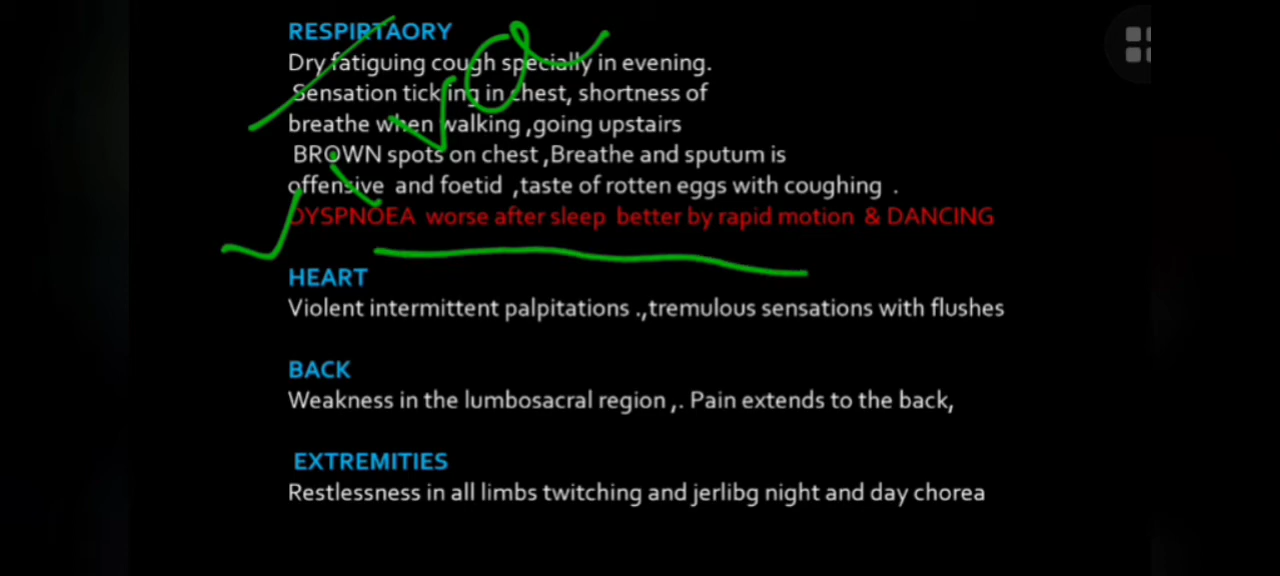 RESPIRTAORY
Dry fatiguing cough specially in evening.
Sensation tickling in chest, shortness of
breathe when walking ,going upstairs
BROWN spots on chest ,Breathe and sputum is
offensive and foetid ,taste of rotten eggs with coughing .
DYSPNOEA worse after sleep better by rapid motion & DANCING
HEART
Violent intermittent palpitations .,tremulous sensations with flushes
BACK
Weakness in the lumbosacral region ,. Pain extends to the back,
EXTREMITIES
Restlessness in all limbs twitching and jerlibg night and day chorea